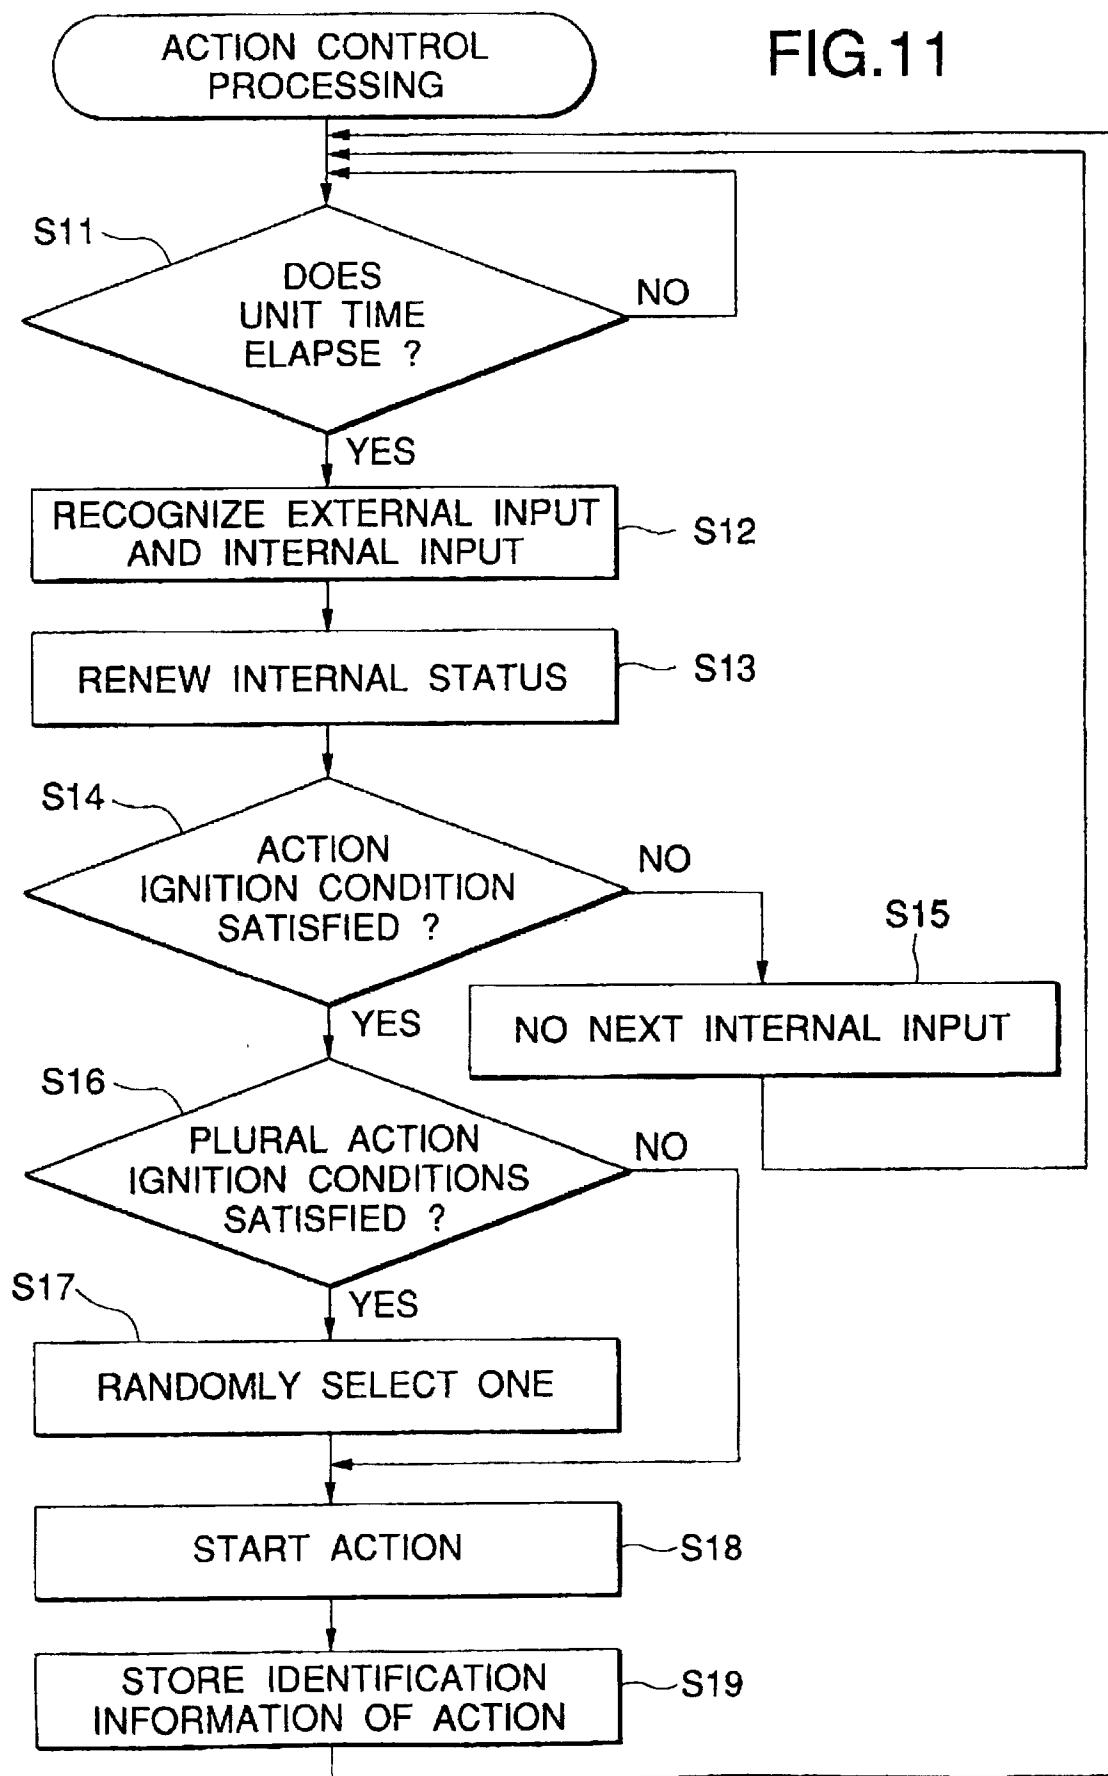 ACTION CONTROL
PROCESSING
FIG.11
S11
DOES
UNIT TIME
ELAPSE ?
NO
YES
RECOGNIZE EXTERNAL INPUT
AND INTERNAL INPUT
S12
RENEW INTERNAL STATUS
S13
S14
ACTION
IGNITION CONDITION
SATISFIED ?
NO
YES
S15
NO NEXT INTERNAL INPUT
S16
PLURAL ACTION
IGNITION CONDITIONS
SATISFIED ?
NO
YES
S17
RANDOMLY SELECT ONE
START ACTION
S18
STORE IDENTIFICATION
INFORMATION OF ACTION
S19